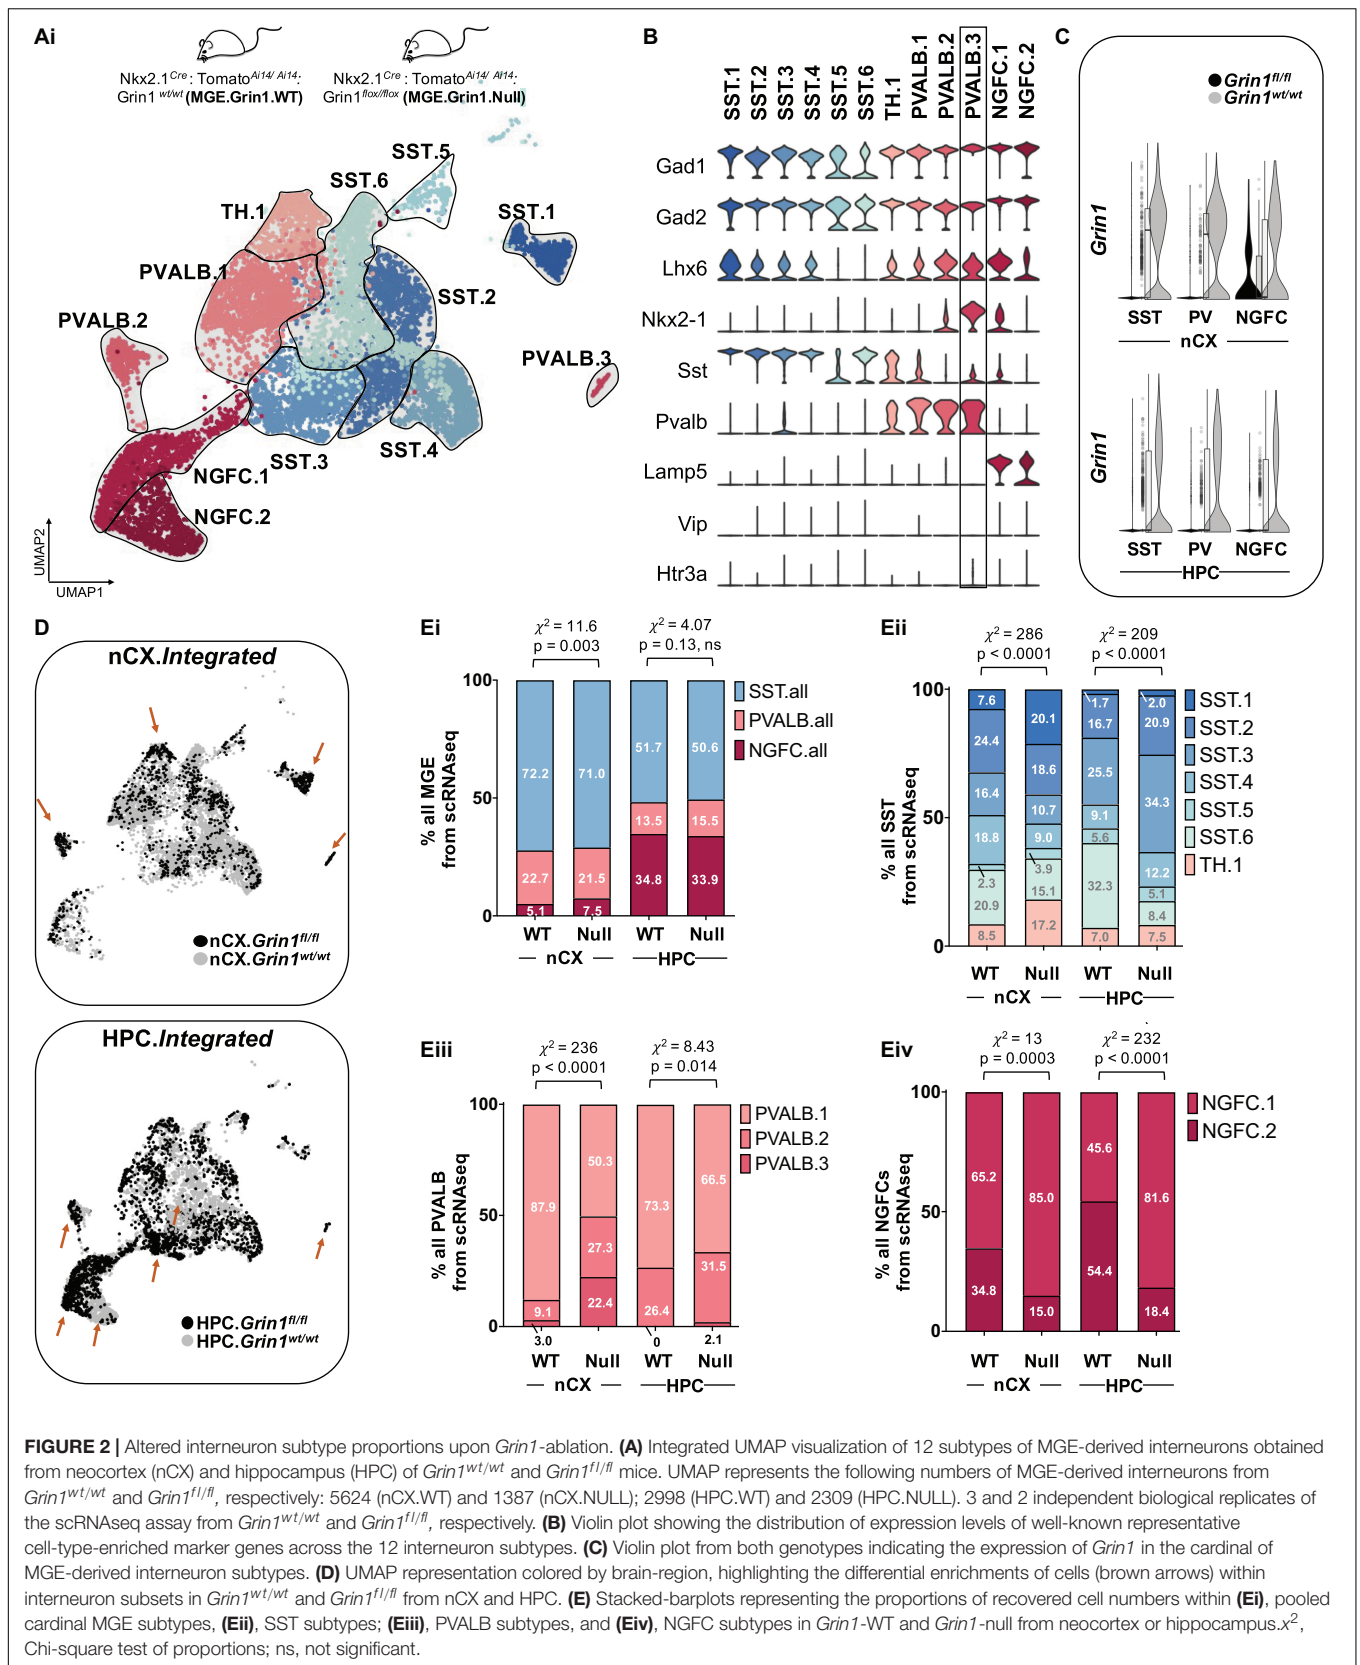 Ai
Nkx2.1Cre : TomatoAi14/ Ai14:
Grin1 wt/wt (MGE.Grin1.WT)
Nkx2.1Cre : TomatoAi14/ Ai14:
Grin1flox//flox (MGE.Grin1.Null)
SST.5
SST.6
TH.1
SST.1
PVALB.1
SST.2
PVALB.2
PVALB.3
SST.3
SST.4
NGFC.1
NGFC.2
UMAP2
UMAP1
B
SST.1
SST.2
SST.3
SST.4
SST.5
SST.6
TH.1
PVALB.1
PVALB.2
PVALB.3
NGFC.1
NGFC.2
Gad1
Gad2
Lhx6
Nkx2-1
Sst
Pvalb
Lamp5
Vip
Htr3a
C
Grin1fl/fl
Grin1wt/wt
Grin1
SST PV NGFC
nCX
Grin1
SST PV NGFC
HPC
D
nCX.Integrated
nCX.Grin1fl/fl
nCX.Grin1wt/wt
HPC.Integrated
HPC.Grin1fl/fl
HPC.Grin1wt/wt
Ei
χ2 = 11.6
p = 0.003
χ2 = 4.07
p = 0.13, ns
% all MGE
from scRNAseq
100
50
0
72.2
22.7
5.1
71.0
21.5
7.5
51.7
13.5
34.8
50.6
15.5
33.9
SST.all
PVALB.all
NGFC.all
WT Null WT Null
nCX HPC
Eii
χ2 = 286
p < 0.0001
χ2 = 209
p < 0.0001
% all SST
from scRNAseq
100
50
0
7.6
24.4
16.4
18.8
2.3
20.9
8.5
20.1
18.6
10.7
9.0
3.9
15.1
17.2
1.7
16.7
25.5
9.1
5.6
32.3
7.0
2.0
20.9
34.3
12.2
5.1
8.4
7.5
SST.1
SST.2
SST.3
SST.4
SST.5
SST.6
TH.1
WT Null WT Null
nCX HPC
Eiii
χ2 = 236
p < 0.0001
χ2 = 8.43
p = 0.014
% all PVALB
from scRNAseq
100
50
0
87.9
9.1
3.0
50.3
27.3
22.4
73.3
26.4
0
66.5
31.5
2.1
PVALB.1
PVALB.2
PVALB.3
WT Null WT Null
nCX HPC
Eiv
χ2 = 13
p = 0.0003
χ2 = 232
p < 0.0001
% all NGFCs
from scRNAseq
100
50
0
65.2
34.8
85.0
15.0
45.6
54.4
81.6
18.4
NGFC.1
NGFC.2
WT Null WT Null
nCX HPC
FIGURE 2 | Altered interneuron subtype proportions upon Grin1-ablation. (A) Integrated UMAP visualization of 12 subtypes of MGE-derived interneurons obtained
from neocortex (nCX) and hippocampus (HPC) of Grin1wt/wt and Grin1fl/fl mice. UMAP represents the following numbers of MGE-derived interneurons from
Grin1wt/wt and Grin1fl/fl, respectively: 5624 (nCX.WT) and 1387 (nCX.NULL); 2998 (HPC.WT) and 2309 (HPC.NULL). 3 and 2 independent biological replicates of
the scRNAseq assay from Grin1wt/wt and Grin1fl/fl, respectively. (B) Violin plot showing the distribution of expression levels of well-known representative
cell-type-enriched marker genes across the 12 interneuron subtypes. (C) Violin plot from both genotypes indicating the expression of Grin1 in the cardinal of
MGE-derived interneuron subtypes. (D) UMAP representation colored by brain-region, highlighting the differential enrichments of cells (brown arrows) within
interneuron subsets in Grin1wt/wt and Grin1fl/fl from nCX and HPC. (E) Stacked-barplots representing the proportions of recovered cell numbers within (Ei), pooled
cardinal MGE subtypes, (Eii), SST subtypes; (Eiii), PVALB subtypes, and (Eiv), NGFC subtypes in Grin1-WT and Grin1-null from neocortex or hippocampus.x2,
Chi-square test of proportions; ns, not significant.